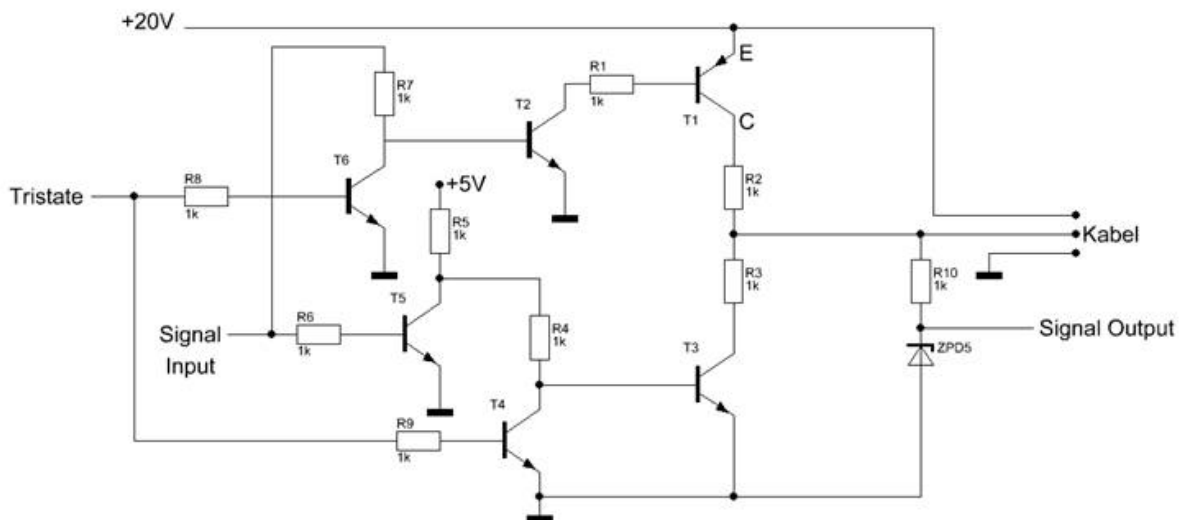 +20V
E
R7
1k
R1
1k
T2
T1
C
T6
R8
1k
Tristate
+5V
R5
1k
R2
1k
Kabel
R3
1k
R10
1k
T5
R6
1k
R4
1k
Signal
Input
Signal Output
T3
ZPD5
T4
R9
1k